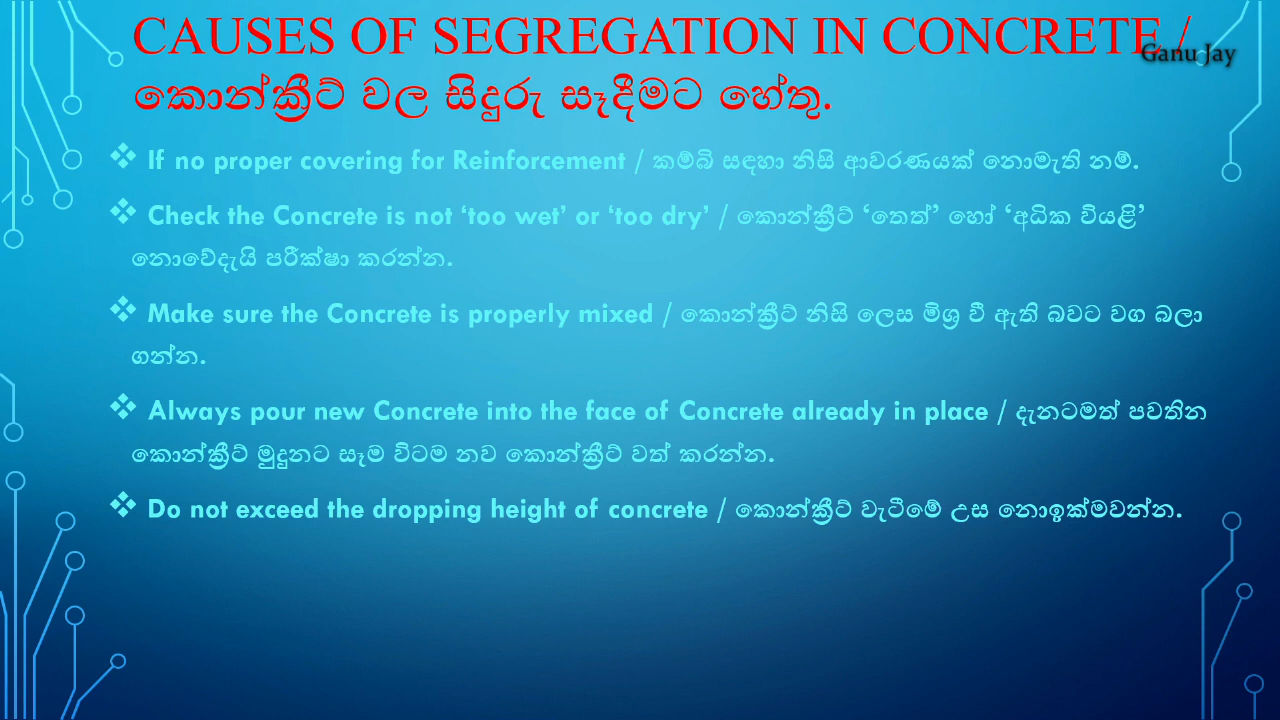 CAUSES OF SEGREGATION IN CONCRETE /
Ganu Jay
කොන්ක්‍රීට් වල සිදුරු සෑදීමට හේතු.
❖ If no proper covering for Reinforcement / කම්බි සඳහා නිසි ආවරණයක් නොමැති නම්.
❖ Check the Concrete is not ‘too wet’ or ‘too dry’ / කොන්ක්‍රීට් ‘තෙත්’ හෝ ‘අධික වියළි’
නොවේදැයි පරීක්ෂා කරන්න.
❖ Make sure the Concrete is properly mixed / කොන්ක්‍රීට් නිසි ලෙස මිශ්‍ර වී ඇති බවට වග බලා
ගන්න.
❖ Always pour new Concrete into the face of Concrete already in place / දැනටමත් පවතින
කොන්ක්‍රීට් මුදුනට සෑම විටම නව කොන්ක්‍රීට් වත් කරන්න.
❖ Do not exceed the dropping height of concrete / කොන්ක්‍රීට් වැටීමේ උස නොඉක්මවන්න.